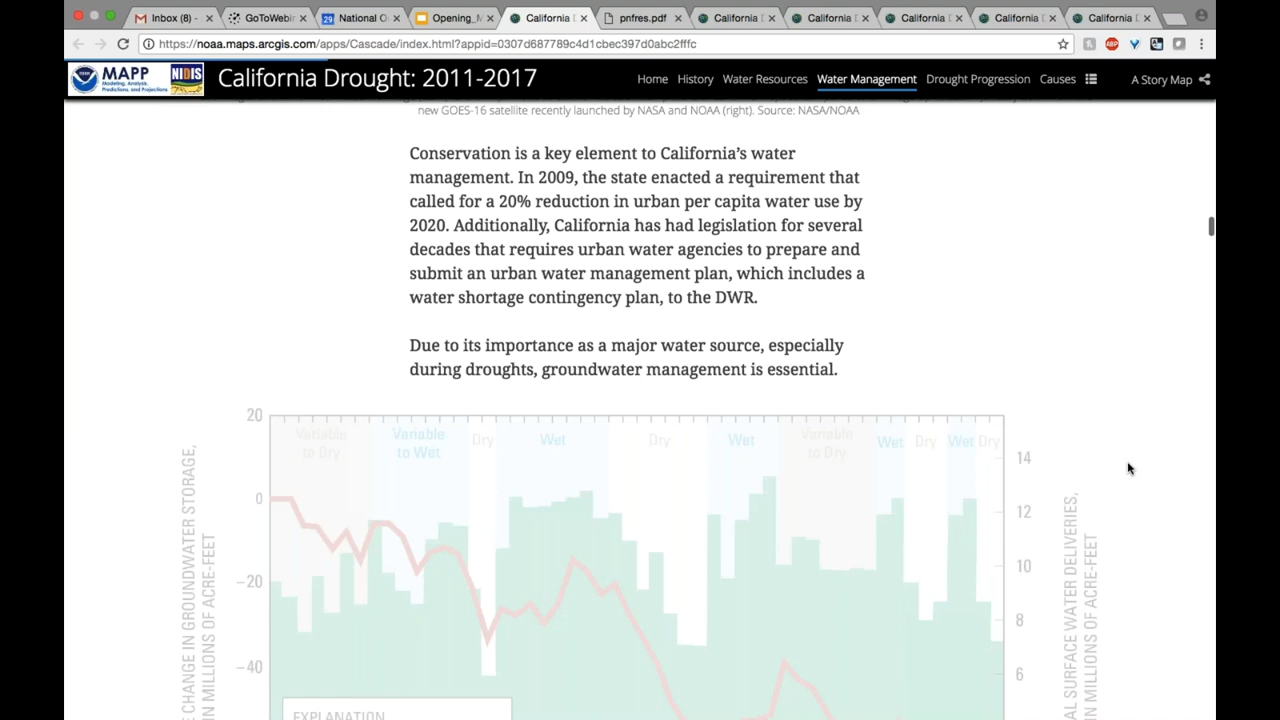 Inbox (8) -
GoToWebi
National O
Opening_
California D
pnfres.pdf
California
California
California
California
California D
https://noaa.maps.arcgis.com/apps/Cascade/index.html?appid=0307d687789c4d1cbec397d0abc2fffc
MAPP
NIDIS
California Drought: 2011-2017
Home History Water Resources Water Management Drought Progression Causes
A Story Map
new GOES-16 satellite recently launched by NASA and NOAA (right). Source: NASA/NOAA
Conservation is a key element to California's water
management. In 2009, the state enacted a requirement that
called for a 20% reduction in urban per capita water use by
2020. Additionally, California has had legislation for several
decades that requires urban water agencies to prepare and
submit an urban water management plan, which includes a
water shortage contingency plan, to the DWR.
Due to its importance as a major water source, especially
during droughts, groundwater management is essential.
20
0
−20
−40
Variable
to Dry
Variable
to Wet
Dry
Wet
Dry
Wet
Variable
to Dry
Wet
Dry
Wet
Dry
14
12
10
8
6
CHANGE IN GROUNDWATER STORAGE,
IN MILLIONS OF ACRE-FEET
SURFACE WATER DELIVERIES,
IN MILLIONS OF ACRE-FEET
EXPLANATION